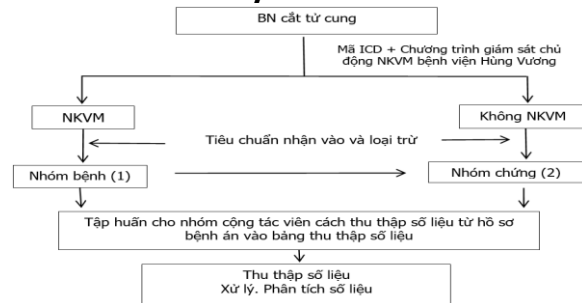 BN cắt tử cung
Mã ICD + Chương trình giám sát chủ
động NKVM bệnh viện Hùng Vương
NKVM
Không NKVM
Tiêu chuẩn nhận vào và loại trừ
Nhóm bệnh (1)
Nhóm chứng (2)
Tập huấn cho nhóm cộng tác viên cách thu thập số liệu từ hồ sơ
bệnh án vào bảng thu thập số liệu
Thu thập số liệu
Xử lý. Phân tích số liệu